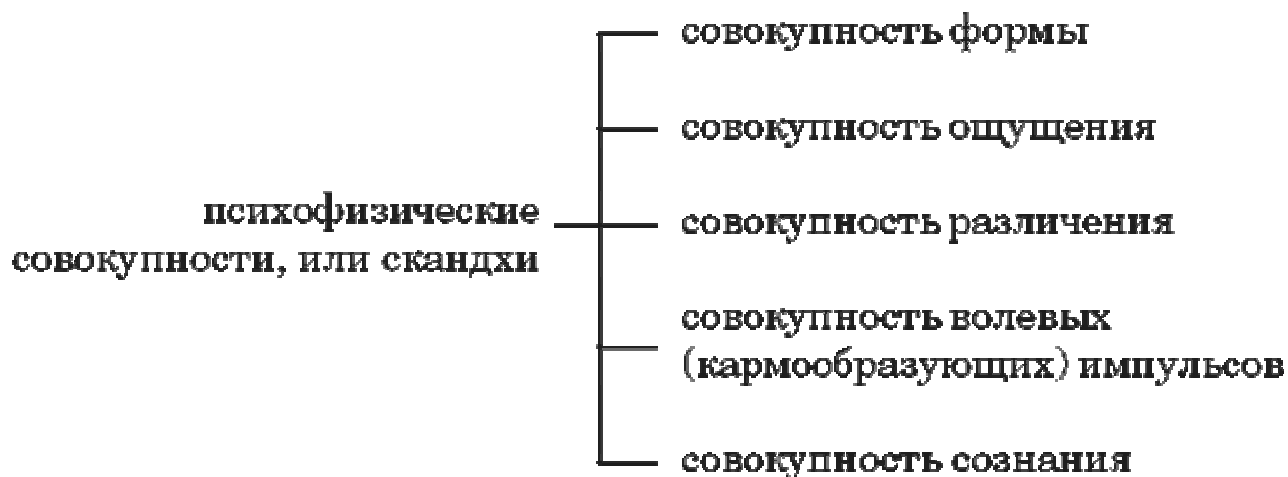 психофизические
совокупности, или скандхи
совокупность формы
совокупность ощущения
совокупность различения
совокупность волевых
(кармообразующих) импульсов
совокупность сознания